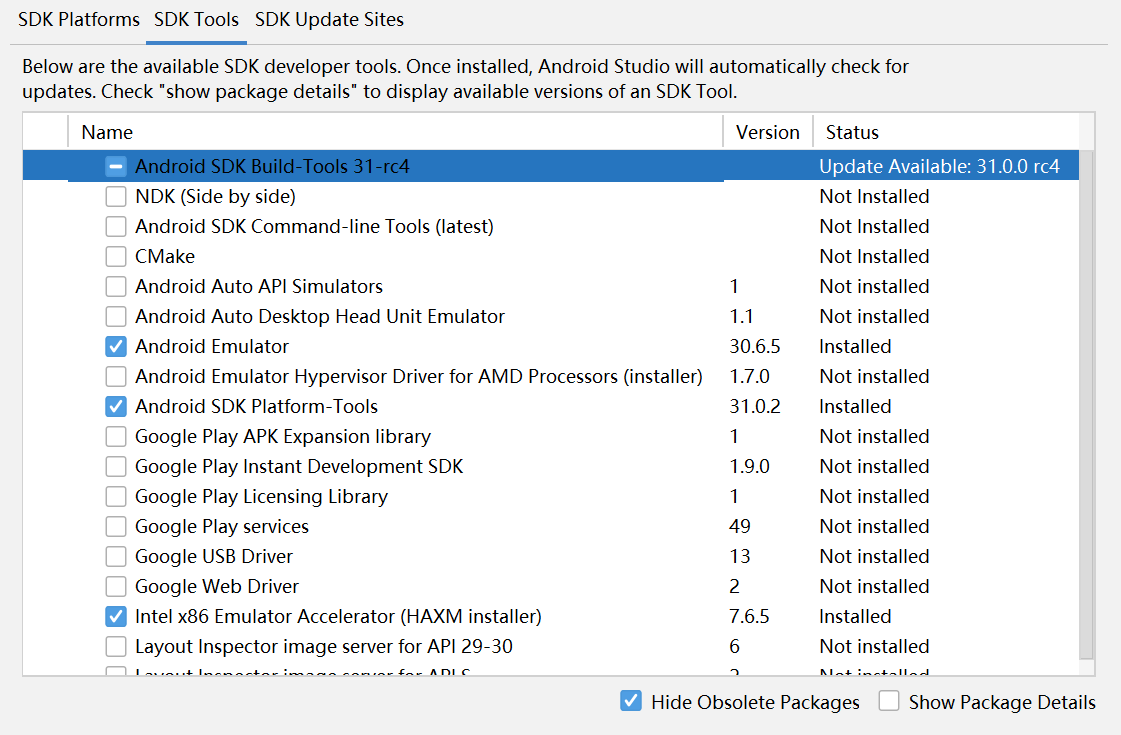 SDK Platforms SDK Tools SDK Update Sites
Below are the available SDK developer tools. Once installed, Android Studio will automatically check for
updates. Check "show package details" to display available versions of an SDK Tool.
Name Version Status
Android SDK Build-Tools 31-rc4 Update Available: 31.0.0 rc4
NDK (Side by side) Not Installed
Android SDK Command-line Tools (latest) Not Installed
CMake Not Installed
Android Auto API Simulators 1 Not installed
Android Auto Desktop Head Unit Emulator 1.1 Not installed
Android Emulator 30.6.5 Installed
Android Emulator Hypervisor Driver for AMD Processors (installer) 1.7.0 Not installed
Android SDK Platform-Tools 31.0.2 Installed
Google Play APK Expansion library 1 Not installed
Google Play Instant Development SDK 1.9.0 Not installed
Google Play Licensing Library 1 Not installed
Google Play services 49 Not installed
Google USB Driver 13 Not installed
Google Web Driver 2 Not installed
Intel x86 Emulator Accelerator (HAXM installer) 7.6.5 Installed
Layout Inspector image server for API 29-30 6 Not installed
Layout Inspector image server for API S Not installed
Hide Obsolete Packages Show Package Details